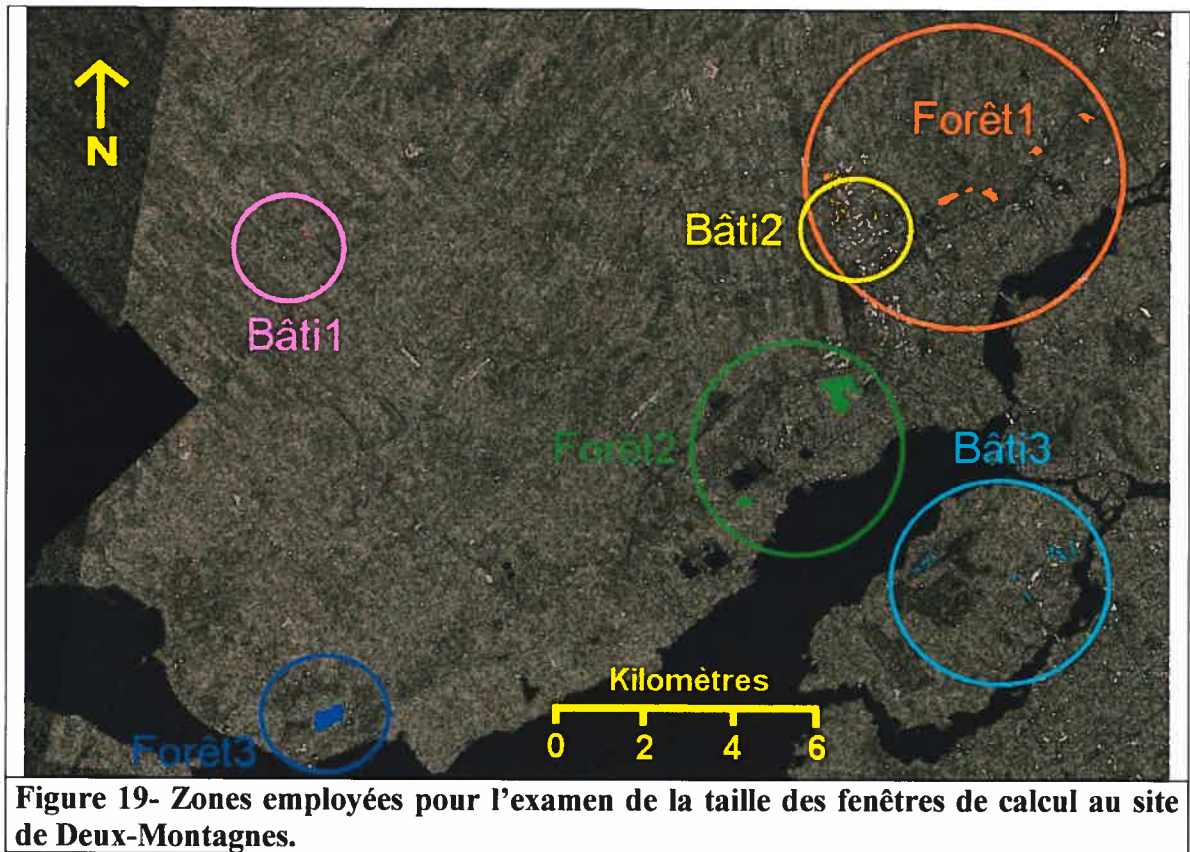 Forêt1
N
Bâti2
Bâti1
Forêt2
Bâti3
Kilomètres
0 2 4 6
Forêt3
Figure 19- Zones employées pour l'examen de la taille des fenêtres de calcul au site
de Deux-Montagnes.